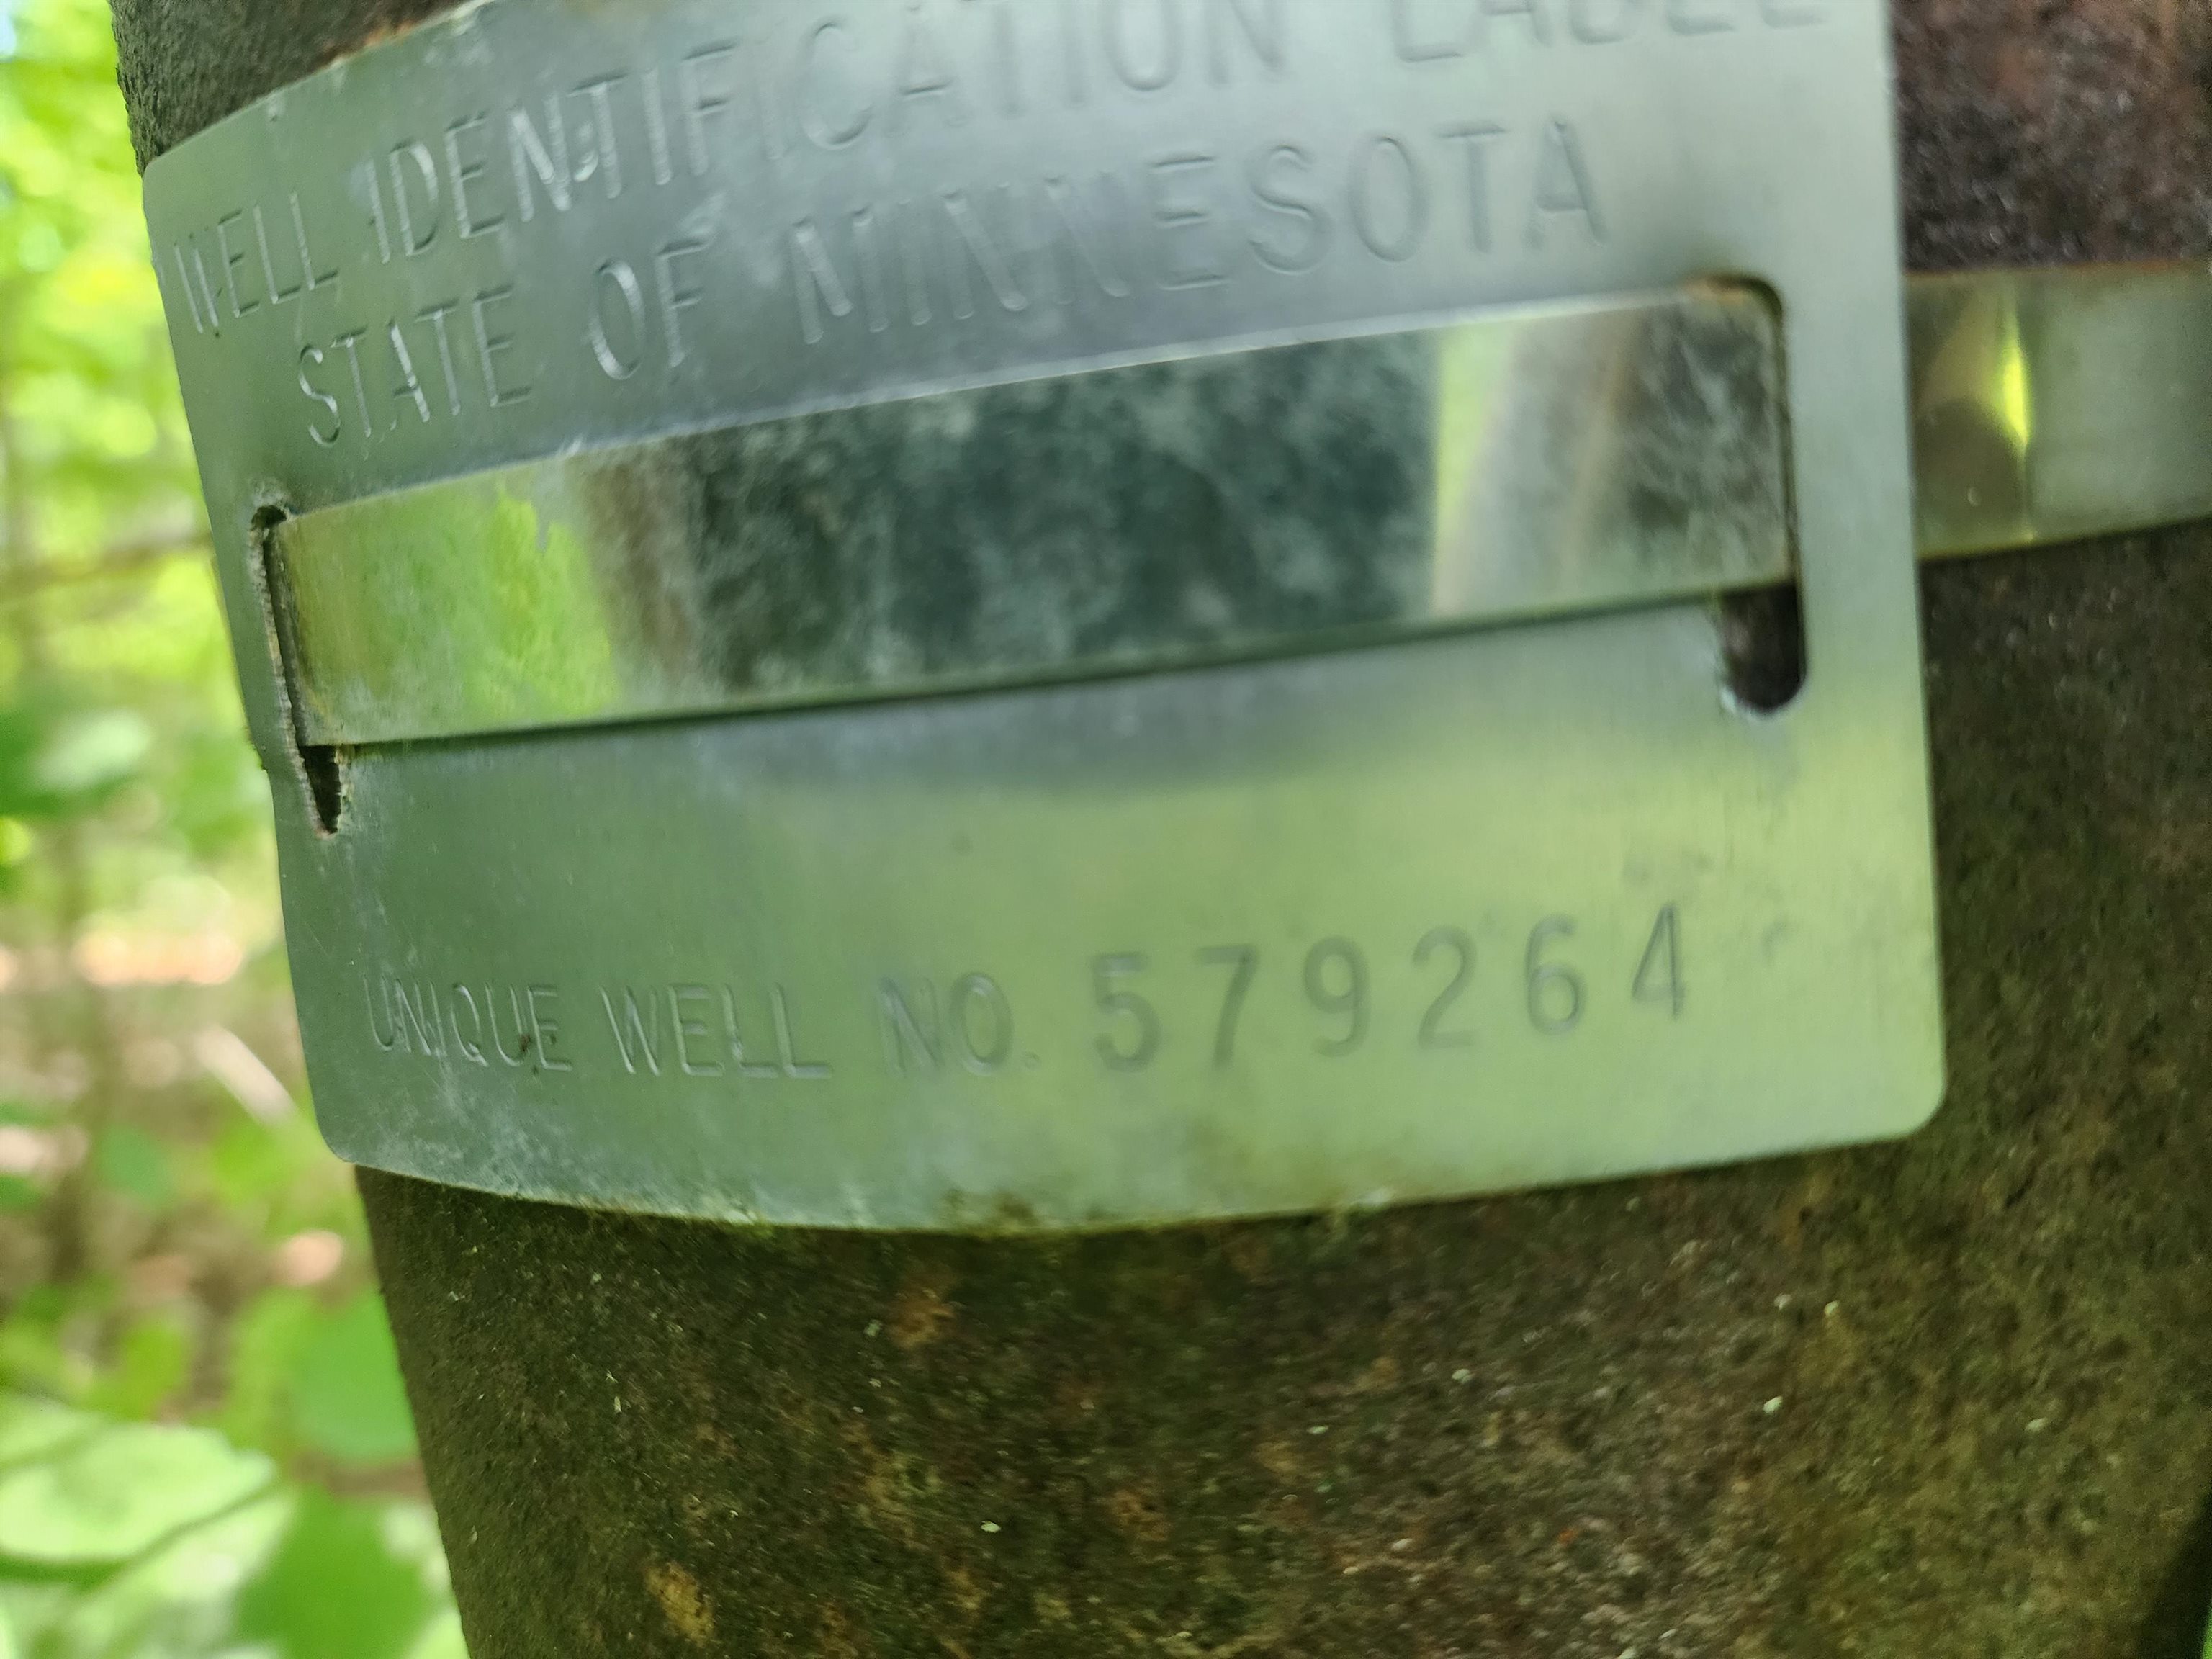 WELL IDENTIFICATION LABEL
STATE OF MINNESOTA
UNIQUE WELL NO. 579264